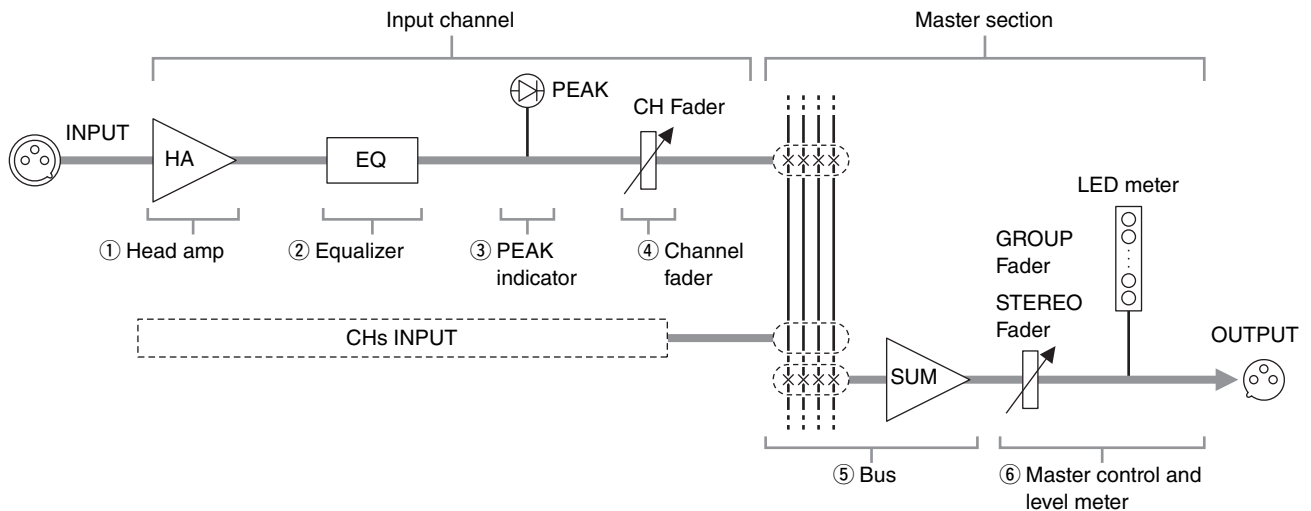 Input channel
Master section
PEAK
CH Fader
INPUT
HA
EQ
LED meter
① Head amp
② Equalizer
③ PEAK
indicator
④ Channel
fader
GROUP
Fader
STEREO
Fader
CHs INPUT
OUTPUT
SUM
⑤ Bus
⑥ Master control and
level meter